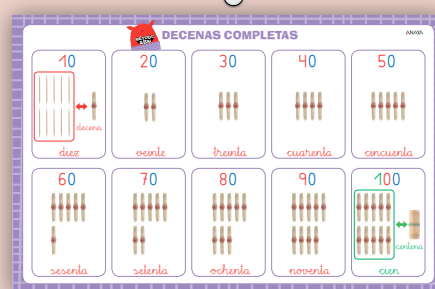 DECENAS COMPLETAS
ANAYA
10
20
30
40
50
decena
diez
veinte
treinta
cuarenta
cincuenta
60
70
80
90
100
centena
sesenta
setenta
ochenta
noventa
cien